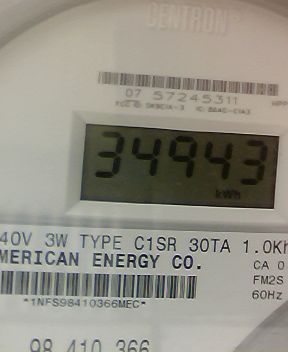 CENTRON
07 57245311
34943
kWh
40V 3W TYPE C1SR 30TA 1.0Kh
MERICAN ENERGY CO.
CA 0
FM2S
60Hz
*1NFS98410366MEC*
98 410 366